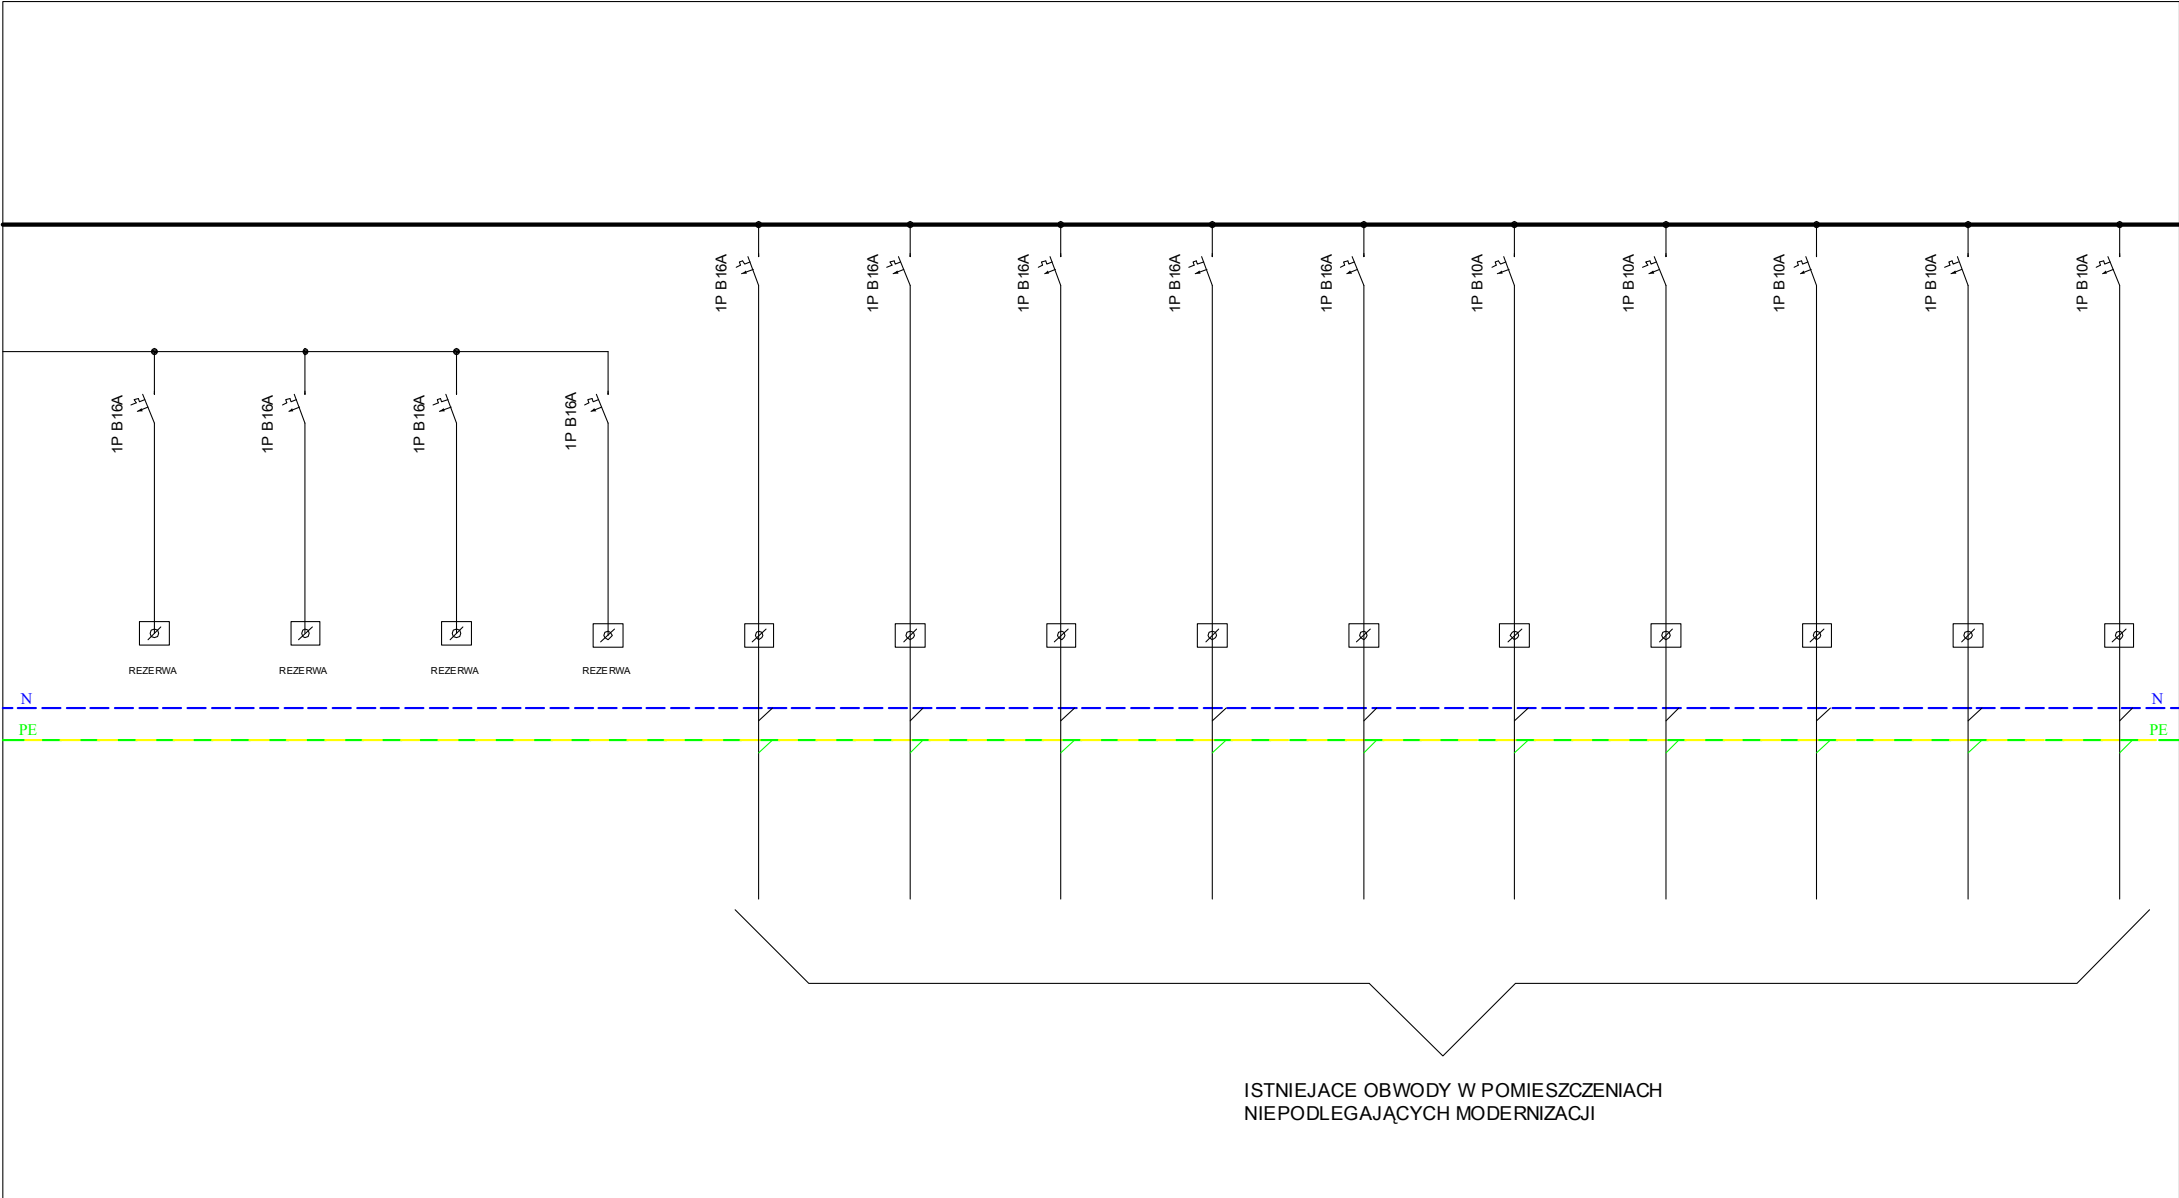 1P B16A
1P B16A
1P B16A
1P B16A
1P B16A
1P B10A
1P B10A
1P B10A
1P B10A
1P B10A
1P B16A
1P B16A
1P B16A
1P B16A
REZERWA
REZERWA
REZERWA
REZERWA
N
N
PE
PE
ISTNIEJACE OBWODY W POMIESZCZENIACH
NIEPODLEGAJĄCYCH MODERNIZACJI